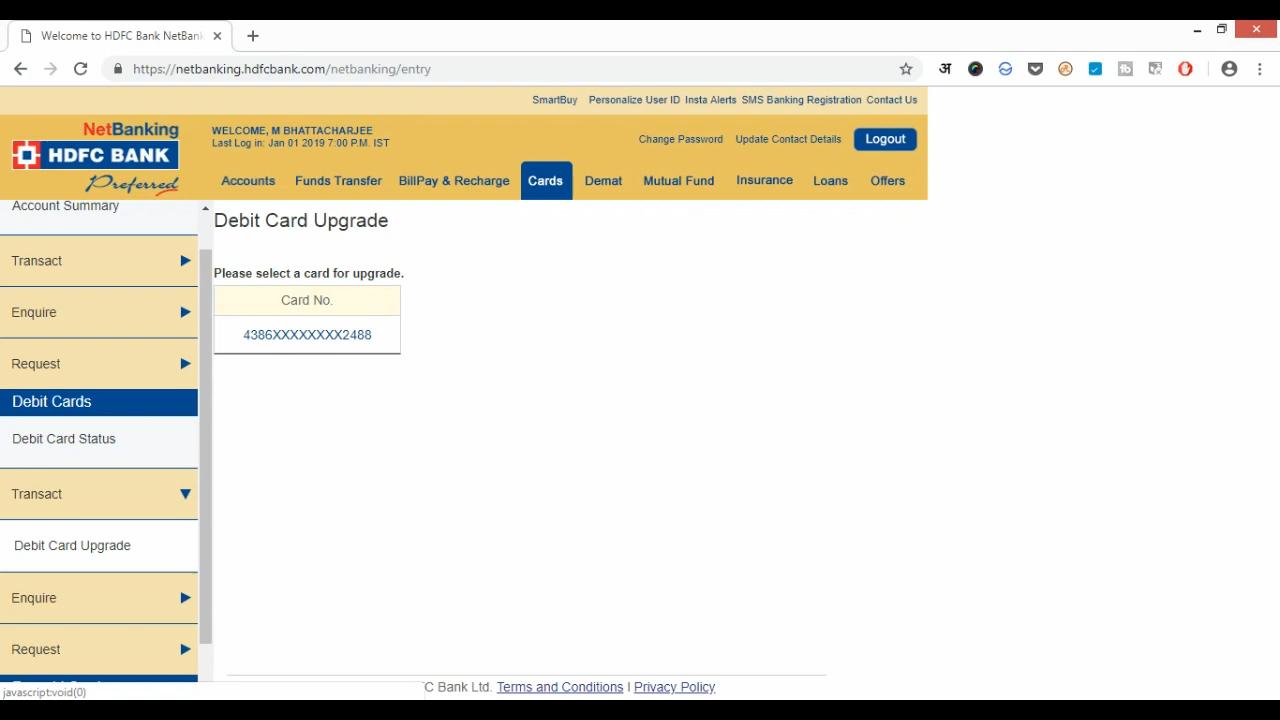 Welcome to HDFC Bank NetBank
https://netbanking.hdfcbank.com/netbanking/entry
अ
SmartBuy Personalize User ID Insta Alerts SMS Banking Registration Contact Us
NetBanking
HDFC BANK
Preferred
WELCOME, M BHATTACHARJEE
Last Log in: Jan 01 2019 7:00 P.M. IST
Change Password Update Contact Details Logout
Accounts Funds Transfer BillPay & Recharge Cards Demat Mutual Fund Insurance Loans Offers
Account Summary
Transact
Enquire
Request
Debit Cards
Debit Card Status
Transact
Debit Card Upgrade
Enquire
Request
Debit Card Upgrade
Please select a card for upgrade.
Card No.
4386XXXXXXXX2488
C Bank Ltd. Terms and Conditions I Privacy Policy
javascript:void(0)